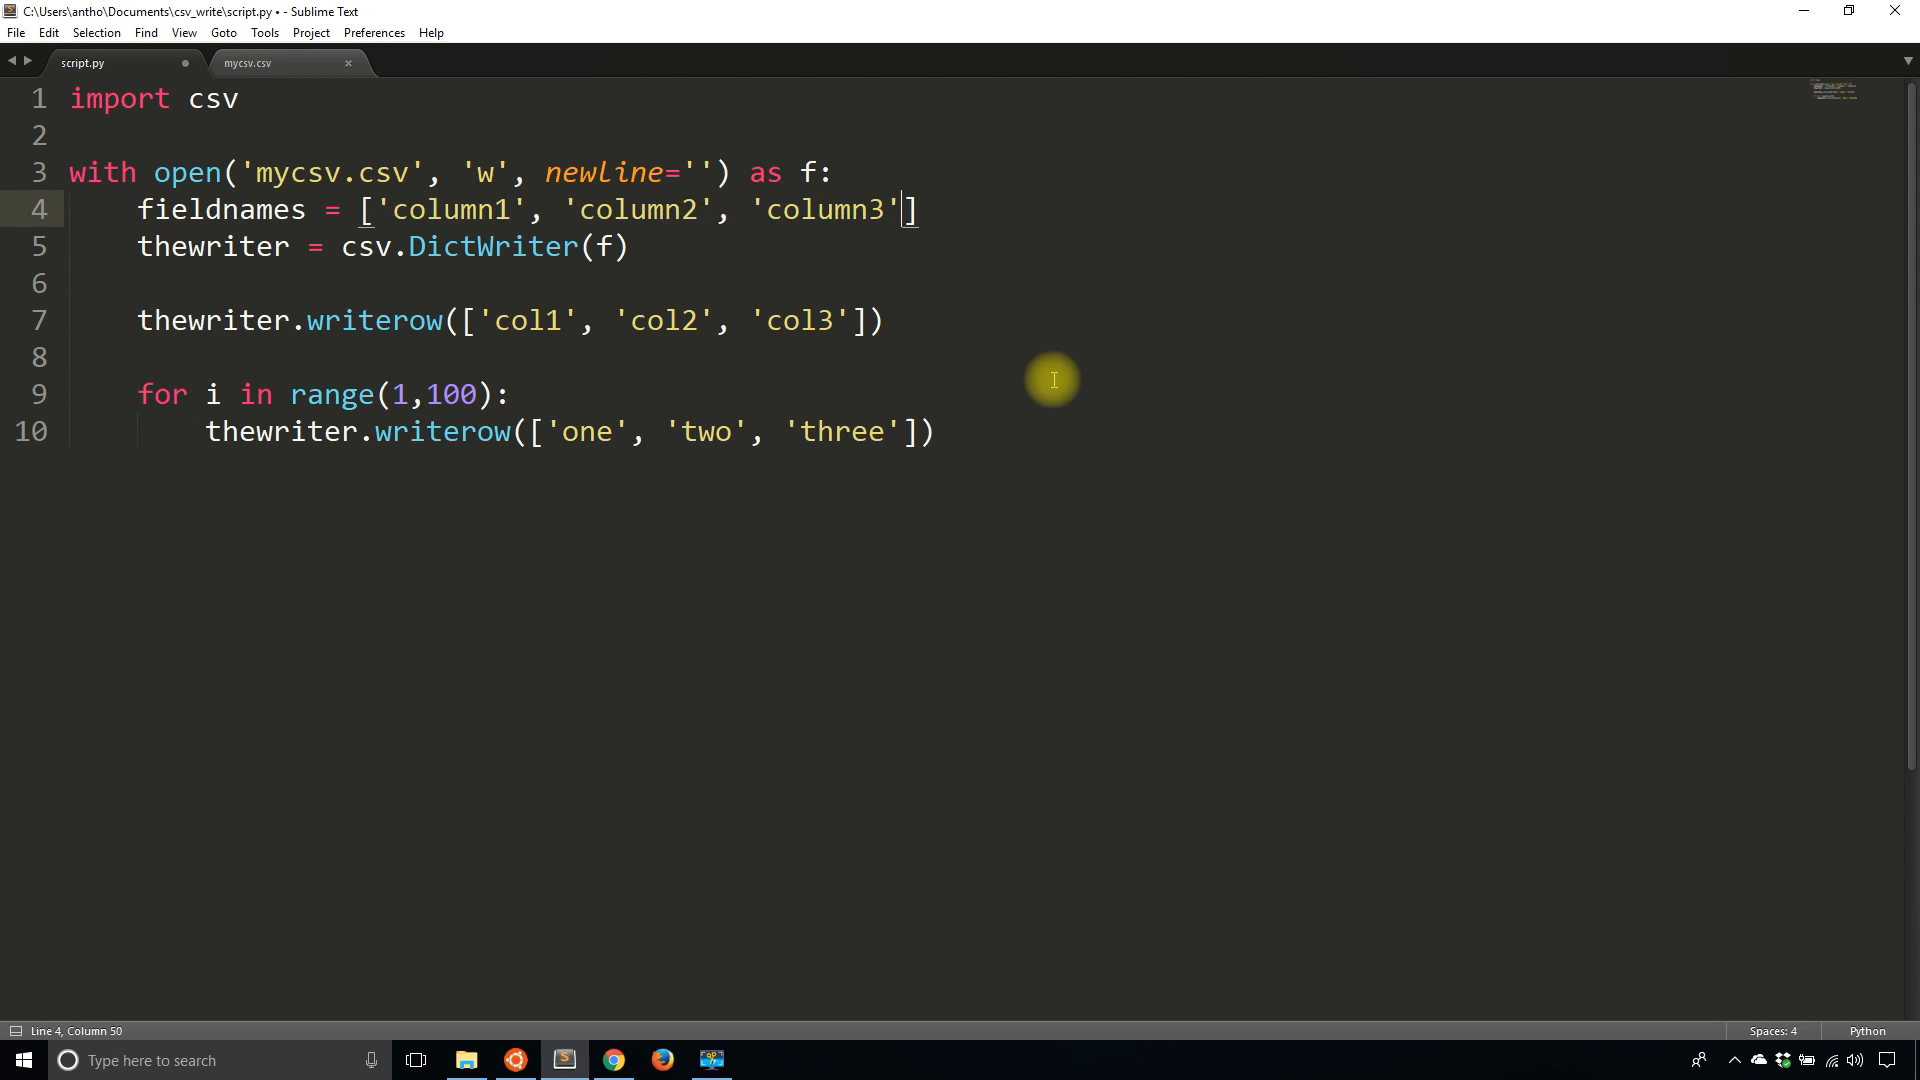 C:\Users\antho\Documents\csv_write\script.py • - Sublime Text
File Edit Selection Find View Goto Tools Project Preferences Help
script.py mycsv.csv
1 import csv
2
3 with open('mycsv.csv', 'w', newline='') as f:
4 fieldnames = ['column1', 'column2', 'column3']
5 thewriter = csv.DictWriter(f)
6
7 thewriter.writerow(['col1', 'col2', 'col3'])
8
9 for i in range(1,100):
10 thewriter.writerow(['one', 'two', 'three'])
Line 4, Column 50 Spaces: 4 Python
Type here to search